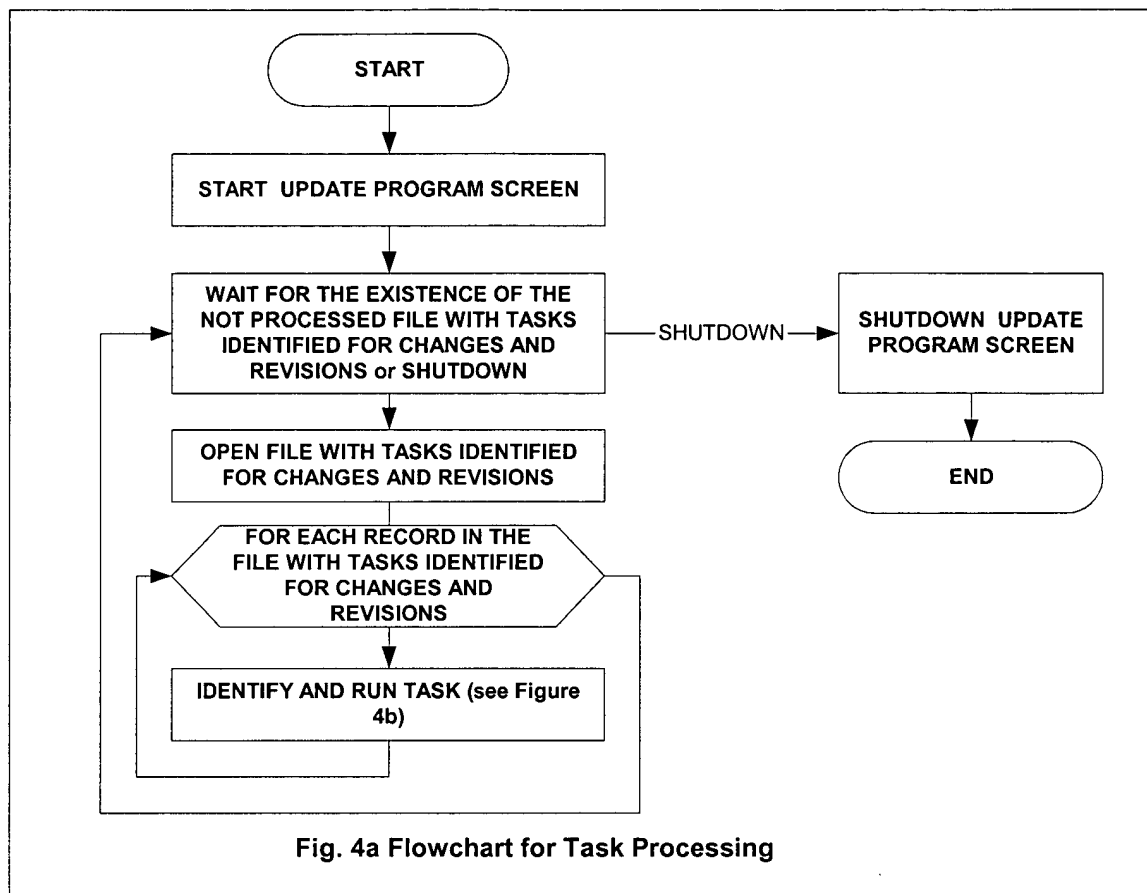 START
START UPDATE PROGRAM SCREEN
WAIT FOR THE EXISTENCE OF THE
NOT PROCESSED FILE WITH TASKS
IDENTIFIED FOR CHANGES AND
REVISIONS or SHUTDOWN
SHUTDOWN
SHUTDOWN UPDATE
PROGRAM SCREEN
OPEN FILE WITH TASKS IDENTIFIED
FOR CHANGES AND REVISIONS
END
FOR EACH RECORD IN THE
FILE WITH TASKS IDENTIFIED
FOR CHANGES AND
REVISIONS
IDENTIFY AND RUN TASK (see Figure
4b)
Fig. 4a Flowchart for Task Processing